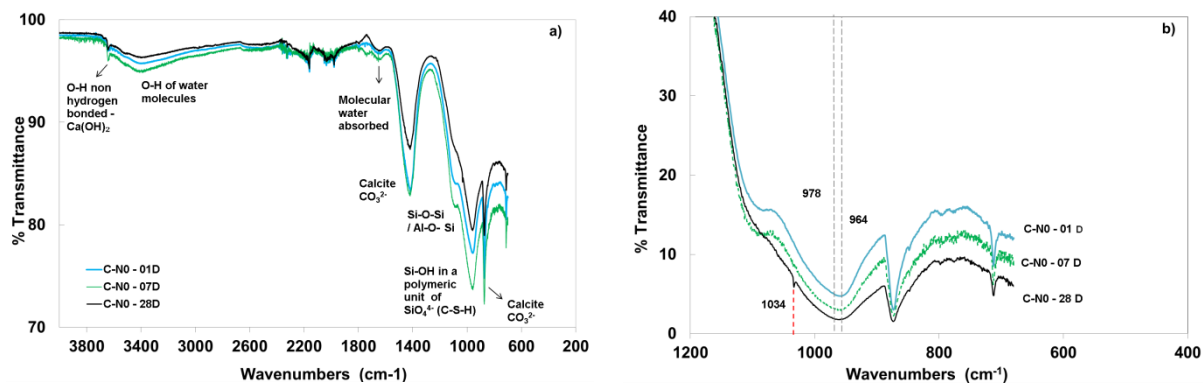 a)
100
90
80
70
% Transmittance
O-H non
hydrogen
bonded -
Ca(OH)₂
O-H of water
molecules
Molecular
water
absorbed
Calcite
CO₃²⁻
Si-O-Si
/ Al-O- Si
Si-OH in a
polymeric
unit of
SiO₄⁴⁻ (C-S-H)
Calcite
CO₃²⁻
C-N0 - 01D
C-N0 - 07D
C-N0 - 28D
4000 3800 3400 3000 2600 2200 1800 1400 1000 600 200
Wavenumbers (cm-1)
b)
40
30
20
10
0
% Transmittance
978
964
1034
C-N0 - 01 D
C-N0 - 07 D
C-N0 - 28 D
1200 1000 800 600
Wavenumbers (cm⁻¹)